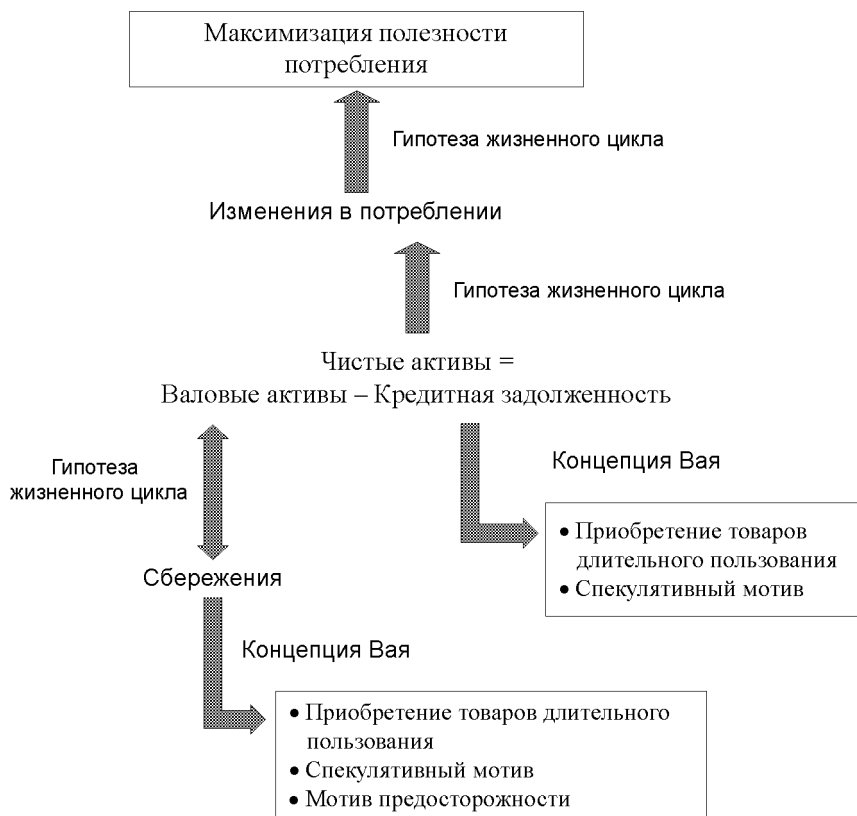 Максимизация полезности
потребления
Гипотеза жизненного цикла
Изменения в потреблении
Гипотеза жизненного цикла
Чистые активы =
Валовые активы – Кредитная задолженность
Гипотеза
жизненного цикла
Концепция Вая
• Приобретение товаров
длительного пользования
• Спекулятивный мотив
Сбережения
Концепция Вая
• Приобретение товаров длительного
пользования
• Спекулятивный мотив
• Мотив предосторожности